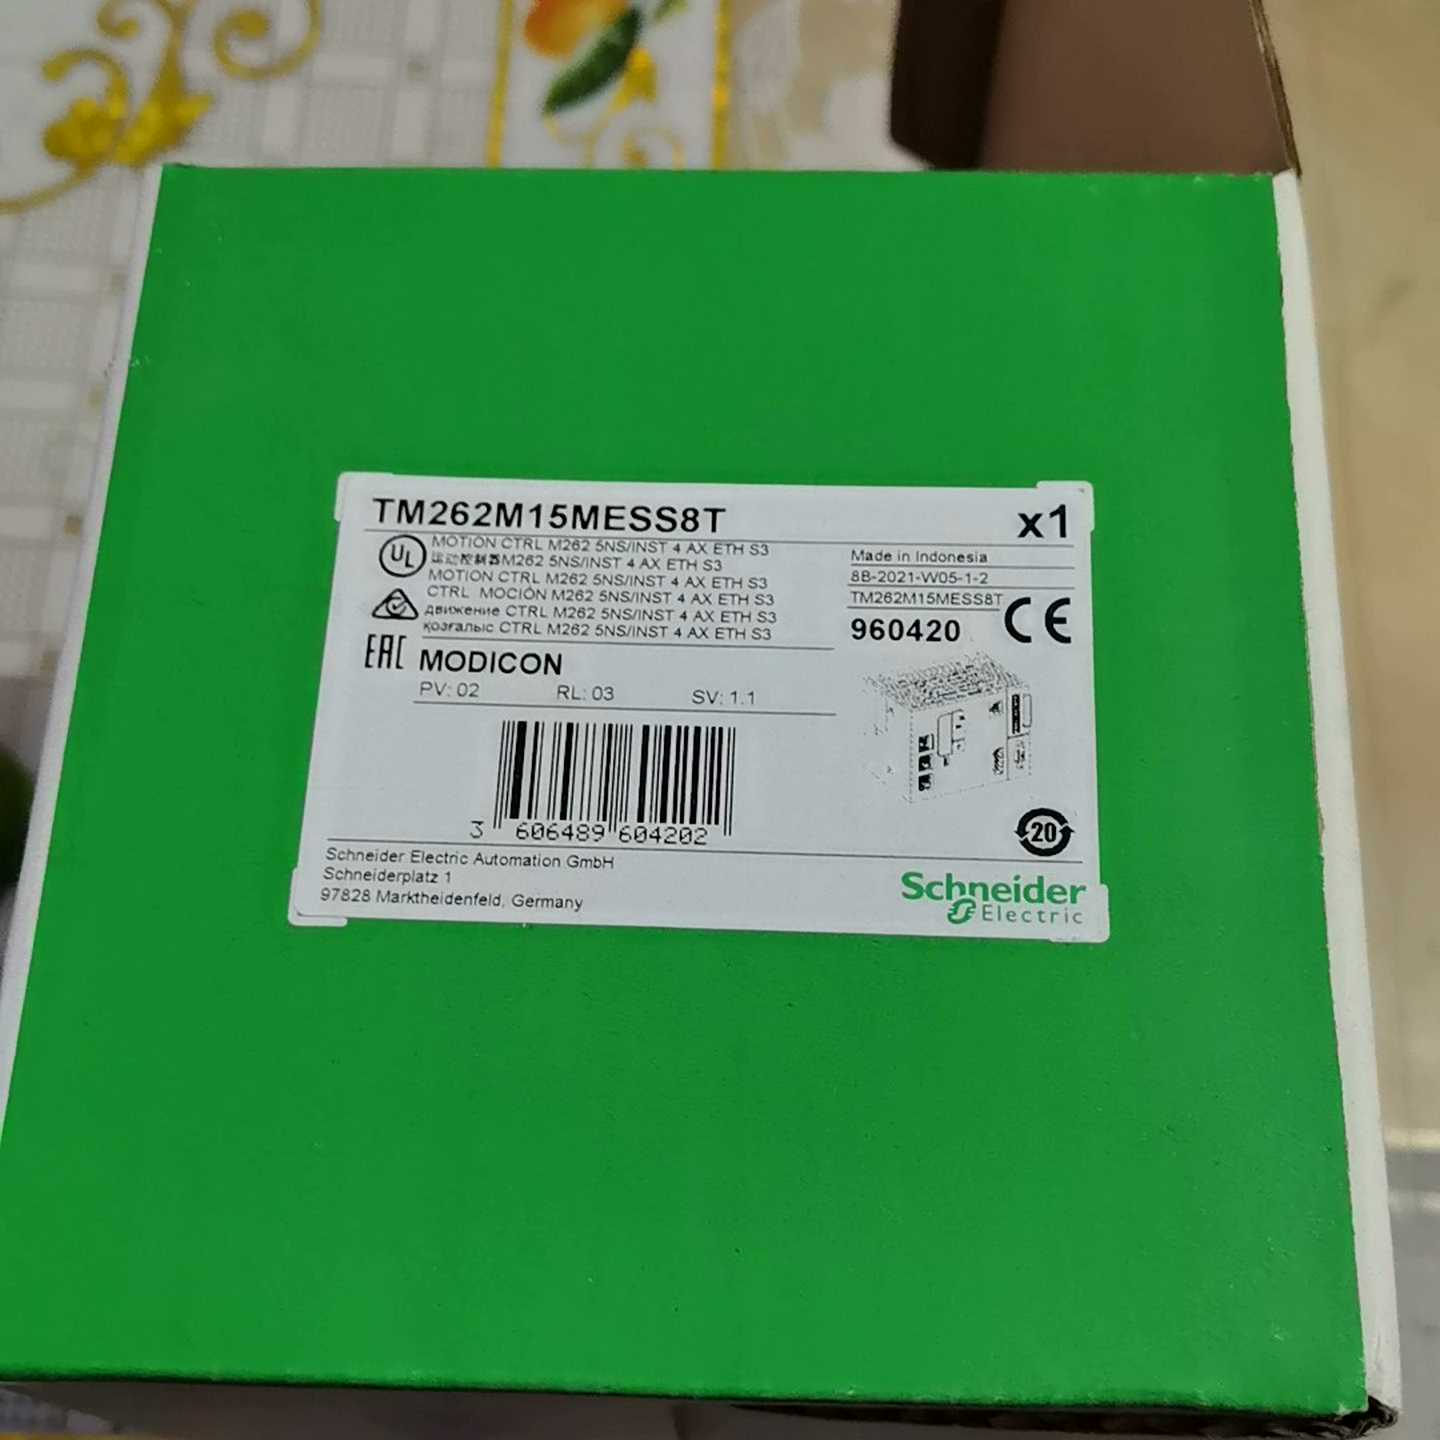 TM262M15MESS8T
x1
UL
MOTION CTRL M262 5NS/INST 4 AX ETH S3
运动控制器M262 5NS/INST 4 AX ETH S3
MOTION CTRL M262 5NS/INST 4 AX ETH S3
CTRL MOCIÓN M262 5NS/INST 4 AX ETH S3
движение CTRL M262 5NS/INST 4 AX ETH S3
қозғалыс CTRL M262 5NS/INST 4 AX ETH S3
Made in Indonesia
8B-2021-W05-1-2
TM262M15MESS8T
960420
CE
EAC
MODICON
PV: 02 RL: 03 SV: 1.1
3 606489 604202
20
Schneider Electric Automation GmbH
Schneiderplatz 1
97828 Marktheidenfeld, Germany
Schneider
Electric